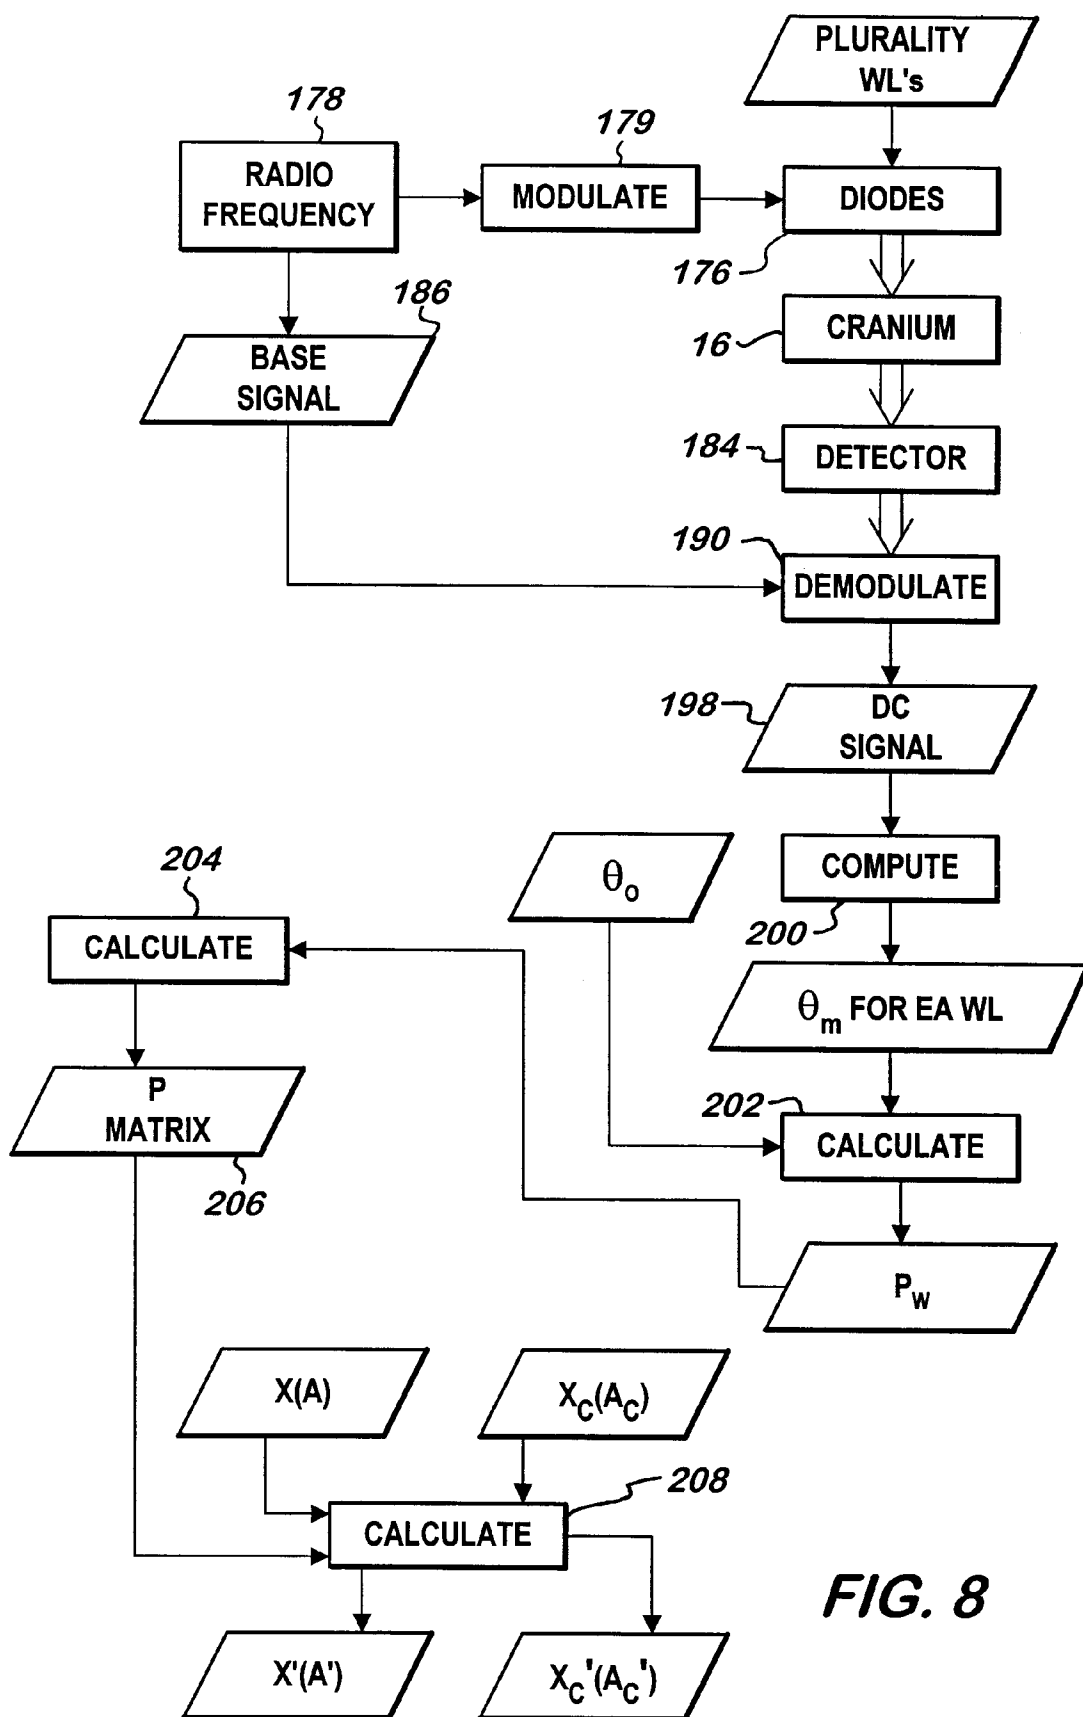 PLURALITY
WL's
178
179
RADIO
FREQUENCY
MODULATE
DIODES
176
186
BASE
SIGNAL
16
CRANIUM
184
DETECTOR
190
DEMODULATE
198
DC
SIGNAL
204
θo
COMPUTE
200
CALCULATE
θm FOR EA WL
P
MATRIX
206
202
CALCULATE
Pw
X(A)
XC(AC)
208
CALCULATE
X'(A')
XC'(AC')
FIG. 8